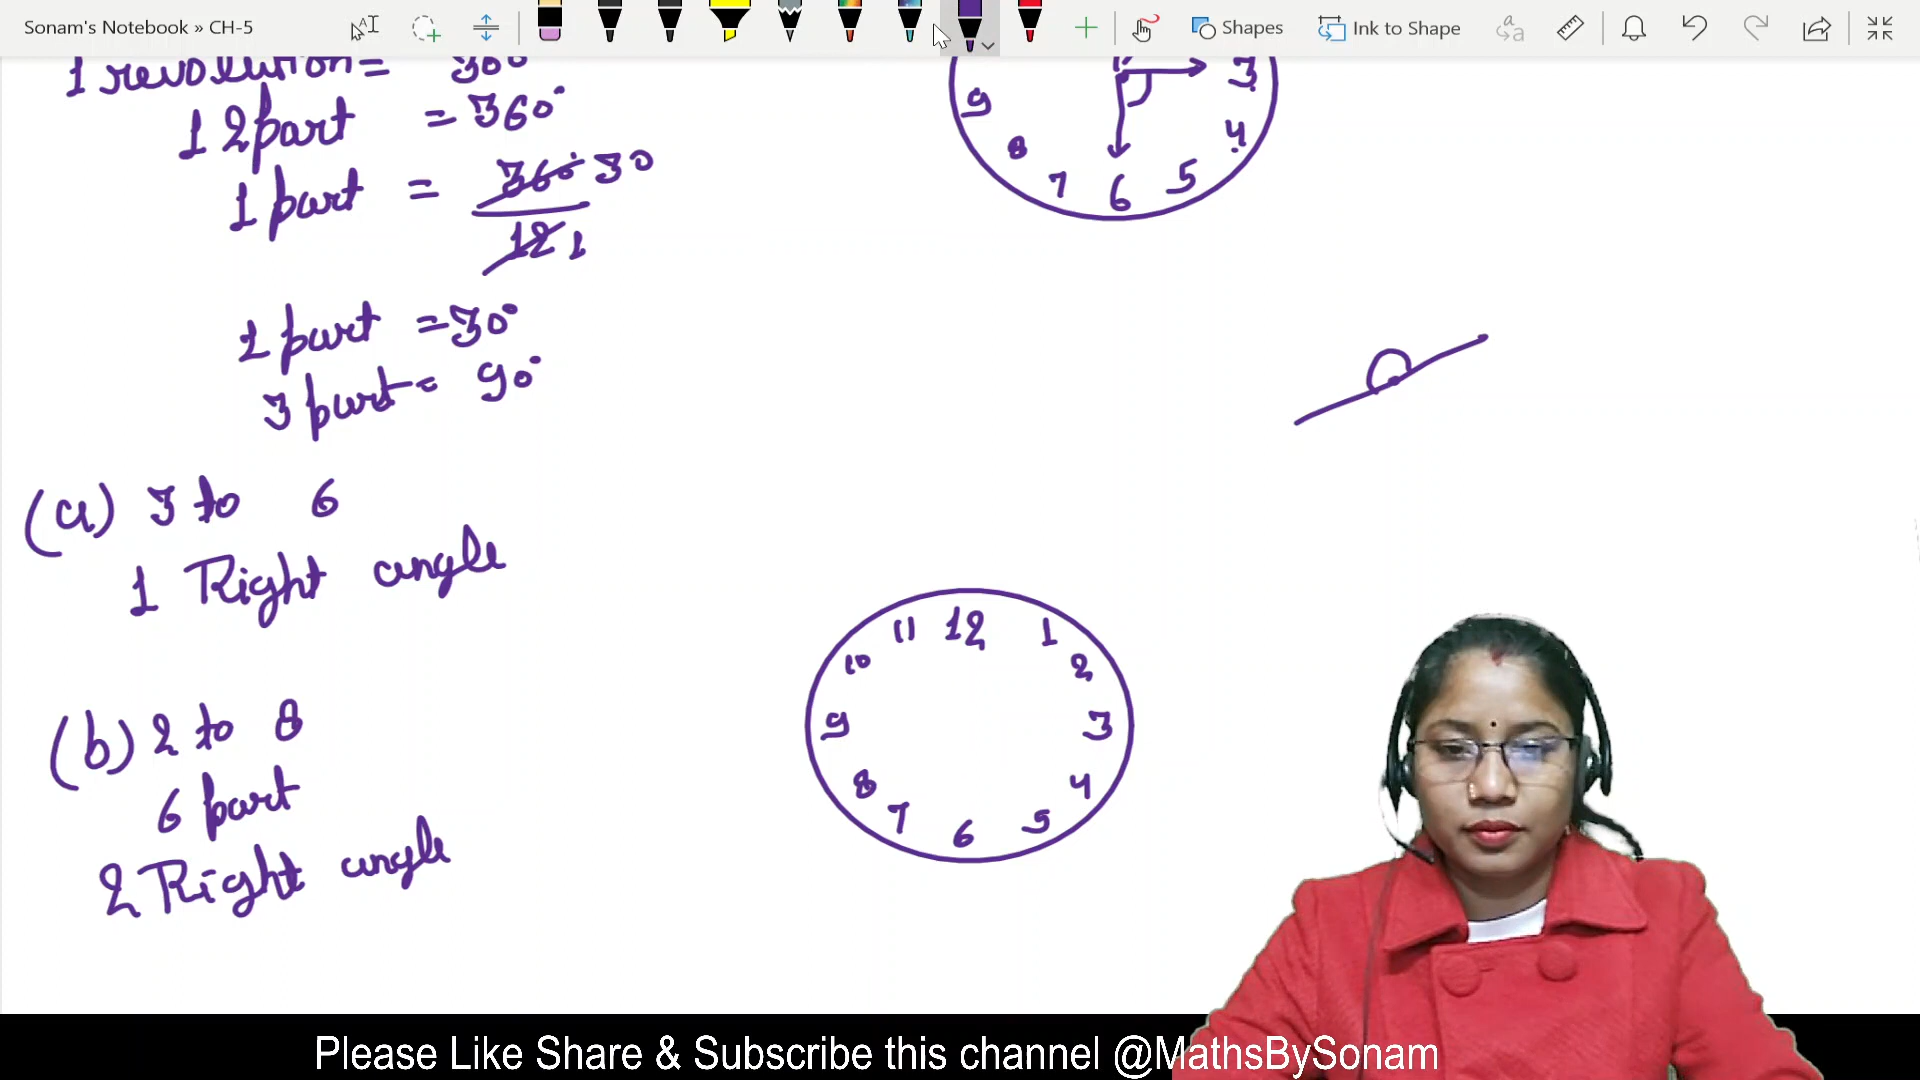 Sonam's Notebook » CH-5
Shapes
Ink to Shape
1 revolution = 360°
12 part = 360°
1 part = 360° 30
12 1
1 part = 30°
3 part = 90°
(a) 3 to 6
1 Right angle
(b) 2 to 8
6 part
2 Right angle
3
9
4
8
5
7
6
11 12 1
10 2
9 3
8 4
7 6 5
Please Like Share & Subscribe this channel @MathsBySonam